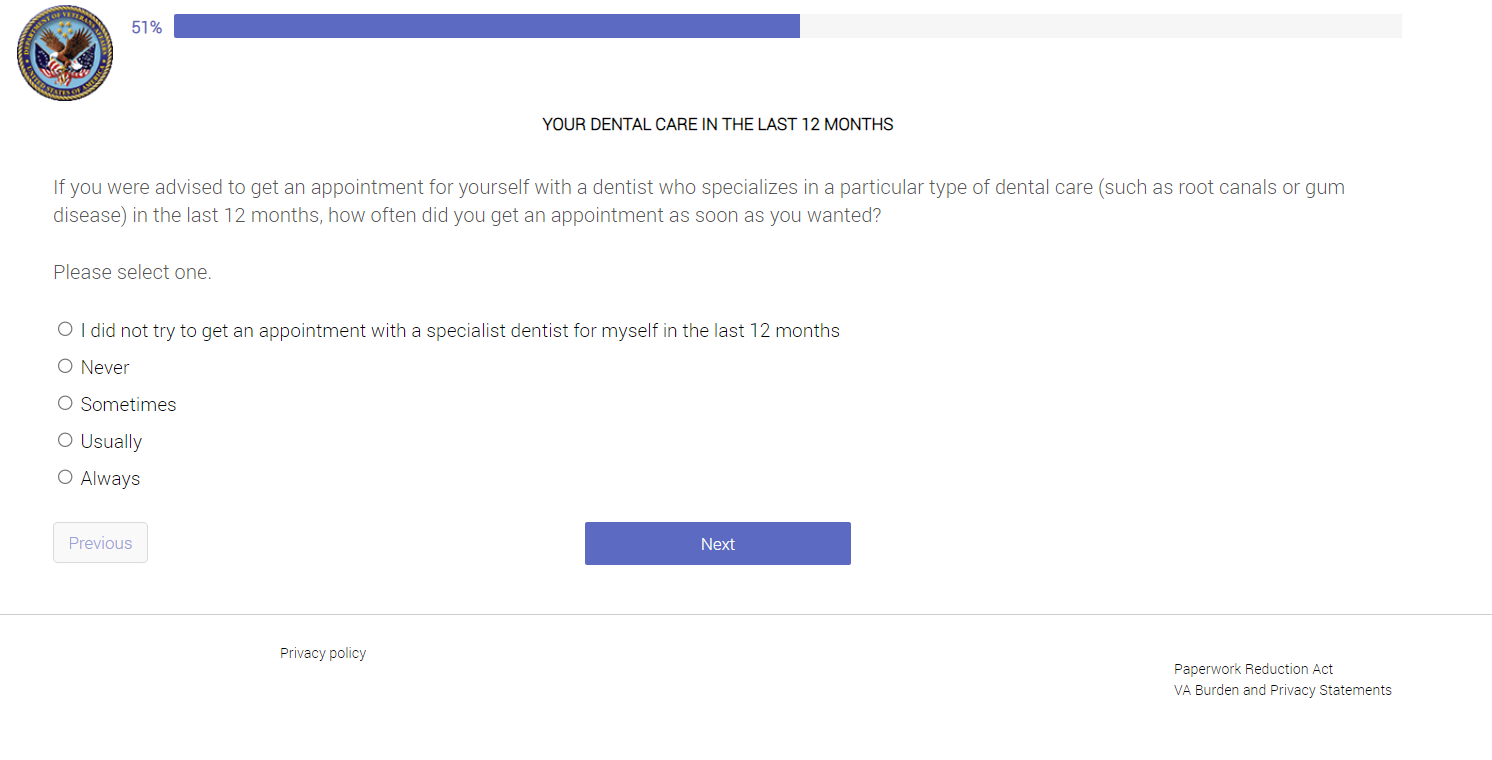 51%
YOUR DENTAL CARE IN THE LAST 12 MONTHS
If you were advised to get an appointment for yourself with a dentist who specializes in a particular type of dental care (such as root canals or gum
disease) in the last 12 months, how often did you get an appointment as soon as you wanted?
Please select one.
I did not try to get an appointment with a specialist dentist for myself in the last 12 months
Never
Sometimes
Usually
Always
Previous
Next
Privacy policy
Paperwork Reduction Act
VA Burden and Privacy Statements